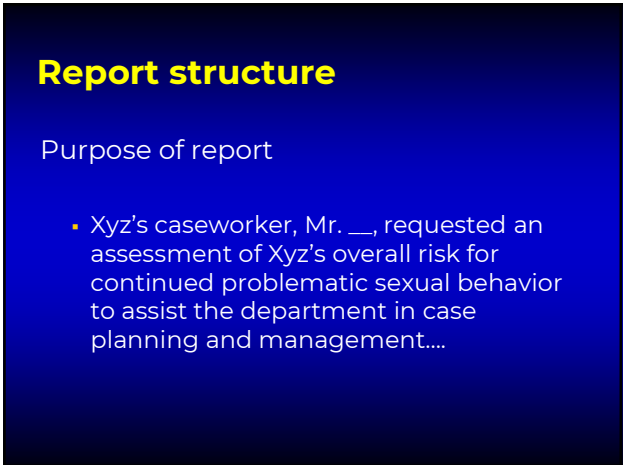 Report structure
Purpose of report
▪ Xyz’s caseworker, Mr. __, requested an
assessment of Xyz’s overall risk for
continued problematic sexual behavior
to assist the department in case
planning and management....